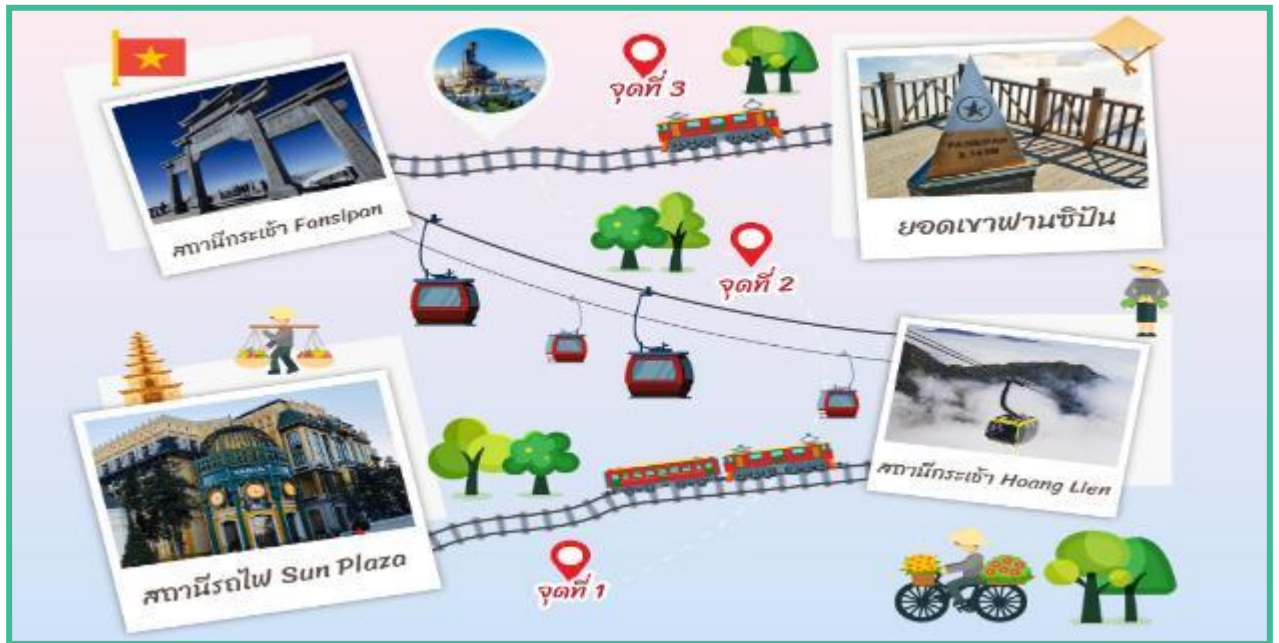 จุดที่ 3
สถานีกระเช้า Fansipan
FANSIPAN
3.143M
ยอดเขาฟานซิปัน
จุดที่ 2
สถานีกระเช้า Hoang Lien
สถานีรถไฟ Sun Plaza
จุดที่ 1